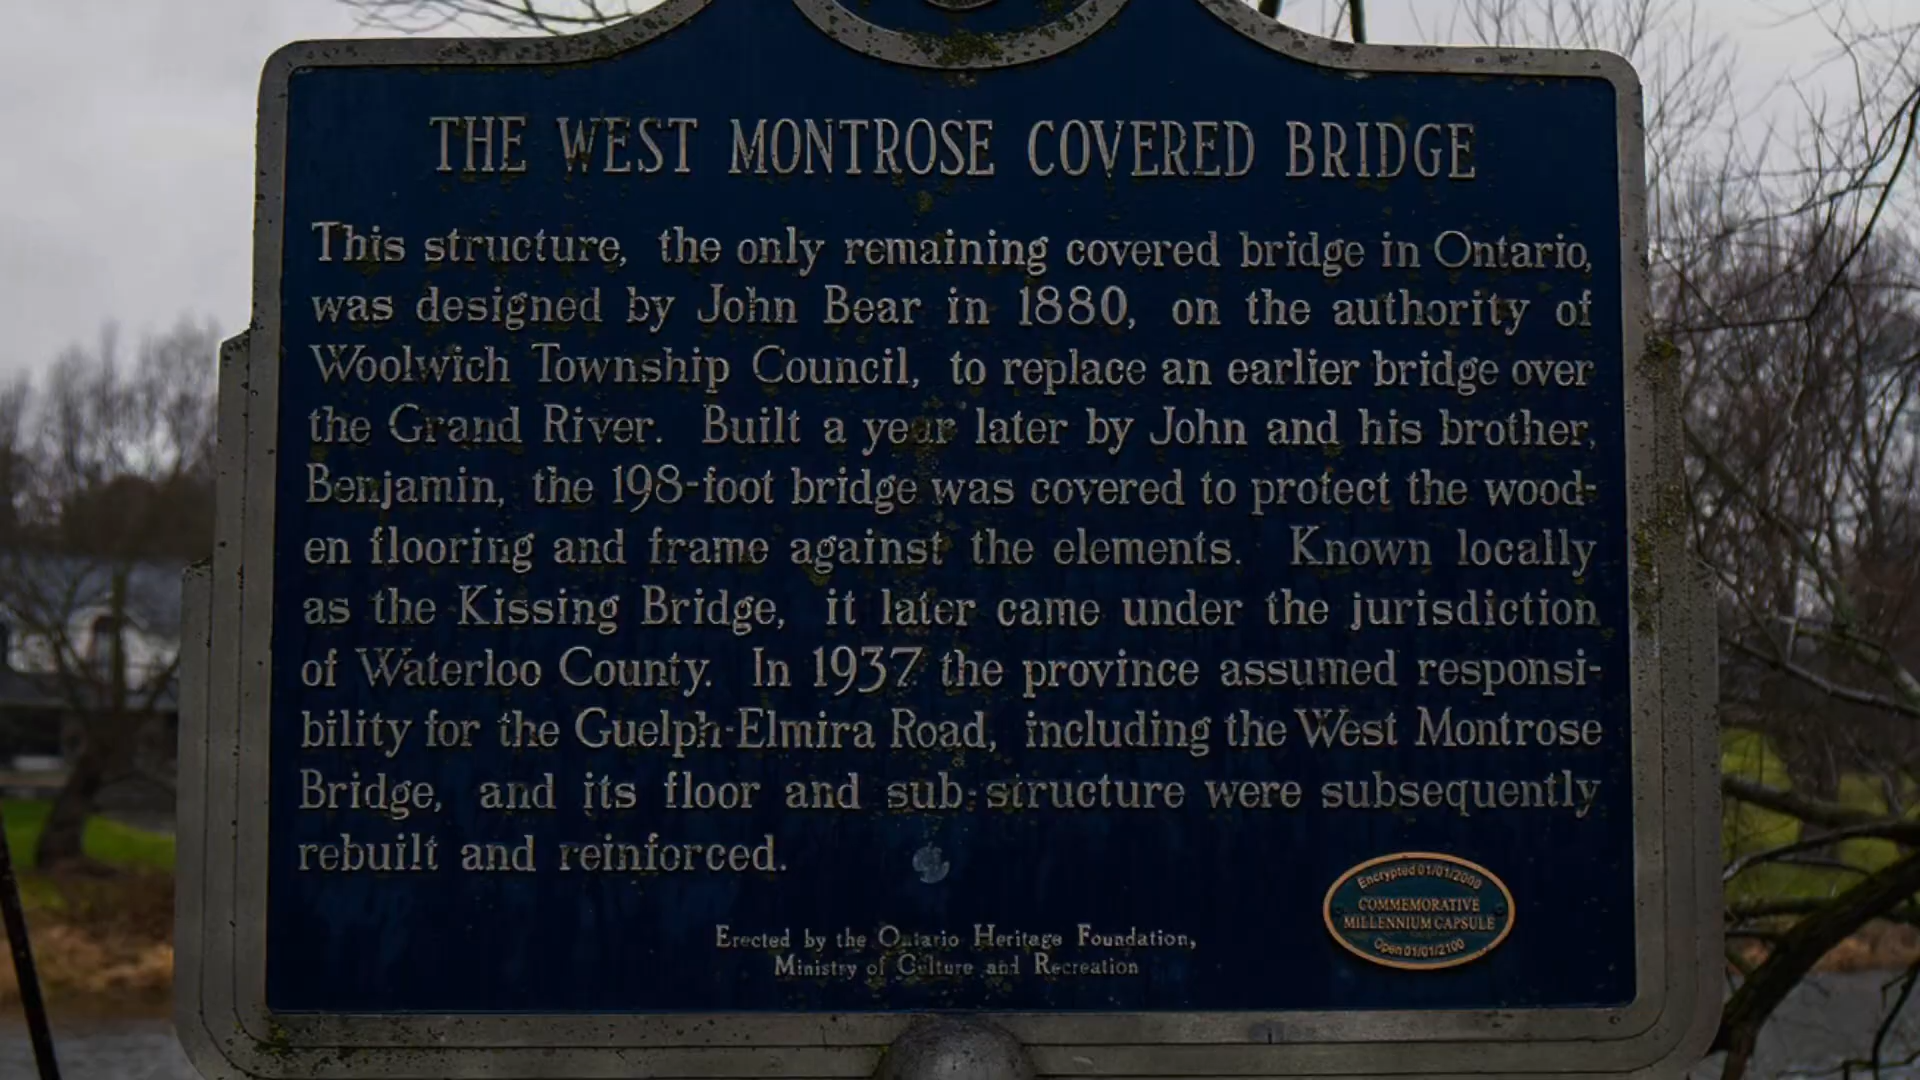 THE WEST MONTROSE COVERED BRIDGE
This structure, the only remaining covered bridge in Ontario,
was designed by John Bear in 1880, on the authority of
Woolwich Township Council, to replace an earlier bridge over
the Grand River. Built a year later by John and his brother,
Benjamin, the 198-foot bridge was covered to protect the wood-
en flooring and frame against the elements. Known locally
as the Kissing Bridge, it later came under the jurisdiction
of Waterloo County. In 1937 the province assumed responsi-
bility for the Guelph-Elmira Road, including the West Montrose
Bridge, and its floor and sub-structure were subsequently
rebuilt and reinforced.
Erected by the Ontario Heritage Foundation,
Ministry of Culture and Recreation
Encrypted 01/01/2000
COMMEMORATIVE
MILLENNIUM CAPSULE
Open 01/01/2100